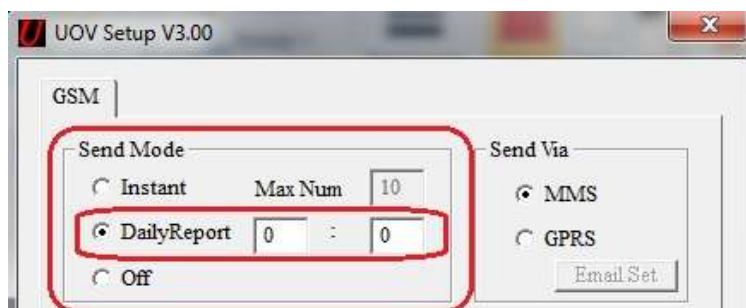 UOV Setup V3.00
GSM
Send Mode
Send Via
Instant Max Num 10
MMS
DailyReport 0 : 0
GPRS
Off
Email Set